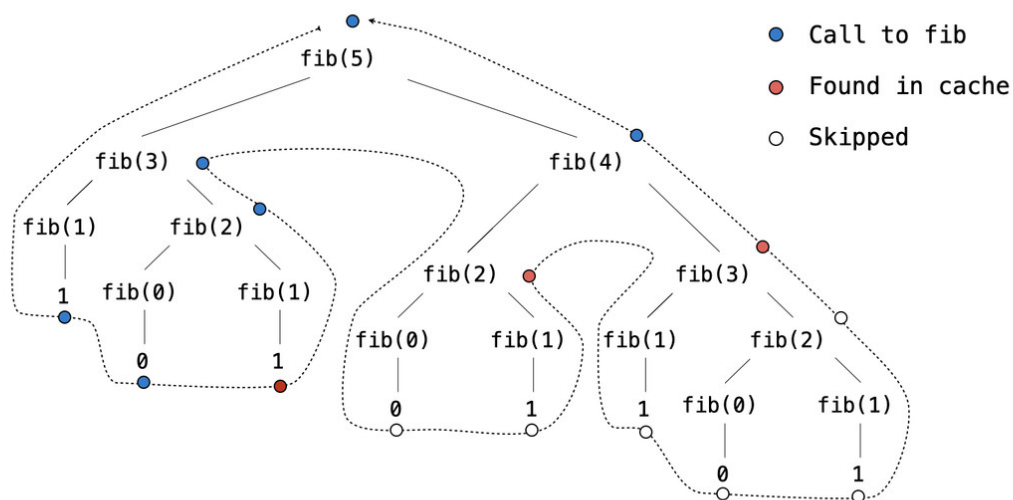 fib(5)
Call to fib
Found in cache
Skipped
fib(3)
fib(4)
fib(1)
fib(2)
fib(2)
fib(3)
1
fib(0)
fib(1)
fib(0)
fib(1)
fib(1)
fib(2)
0
1
0
1
1
fib(0)
fib(1)
0
1